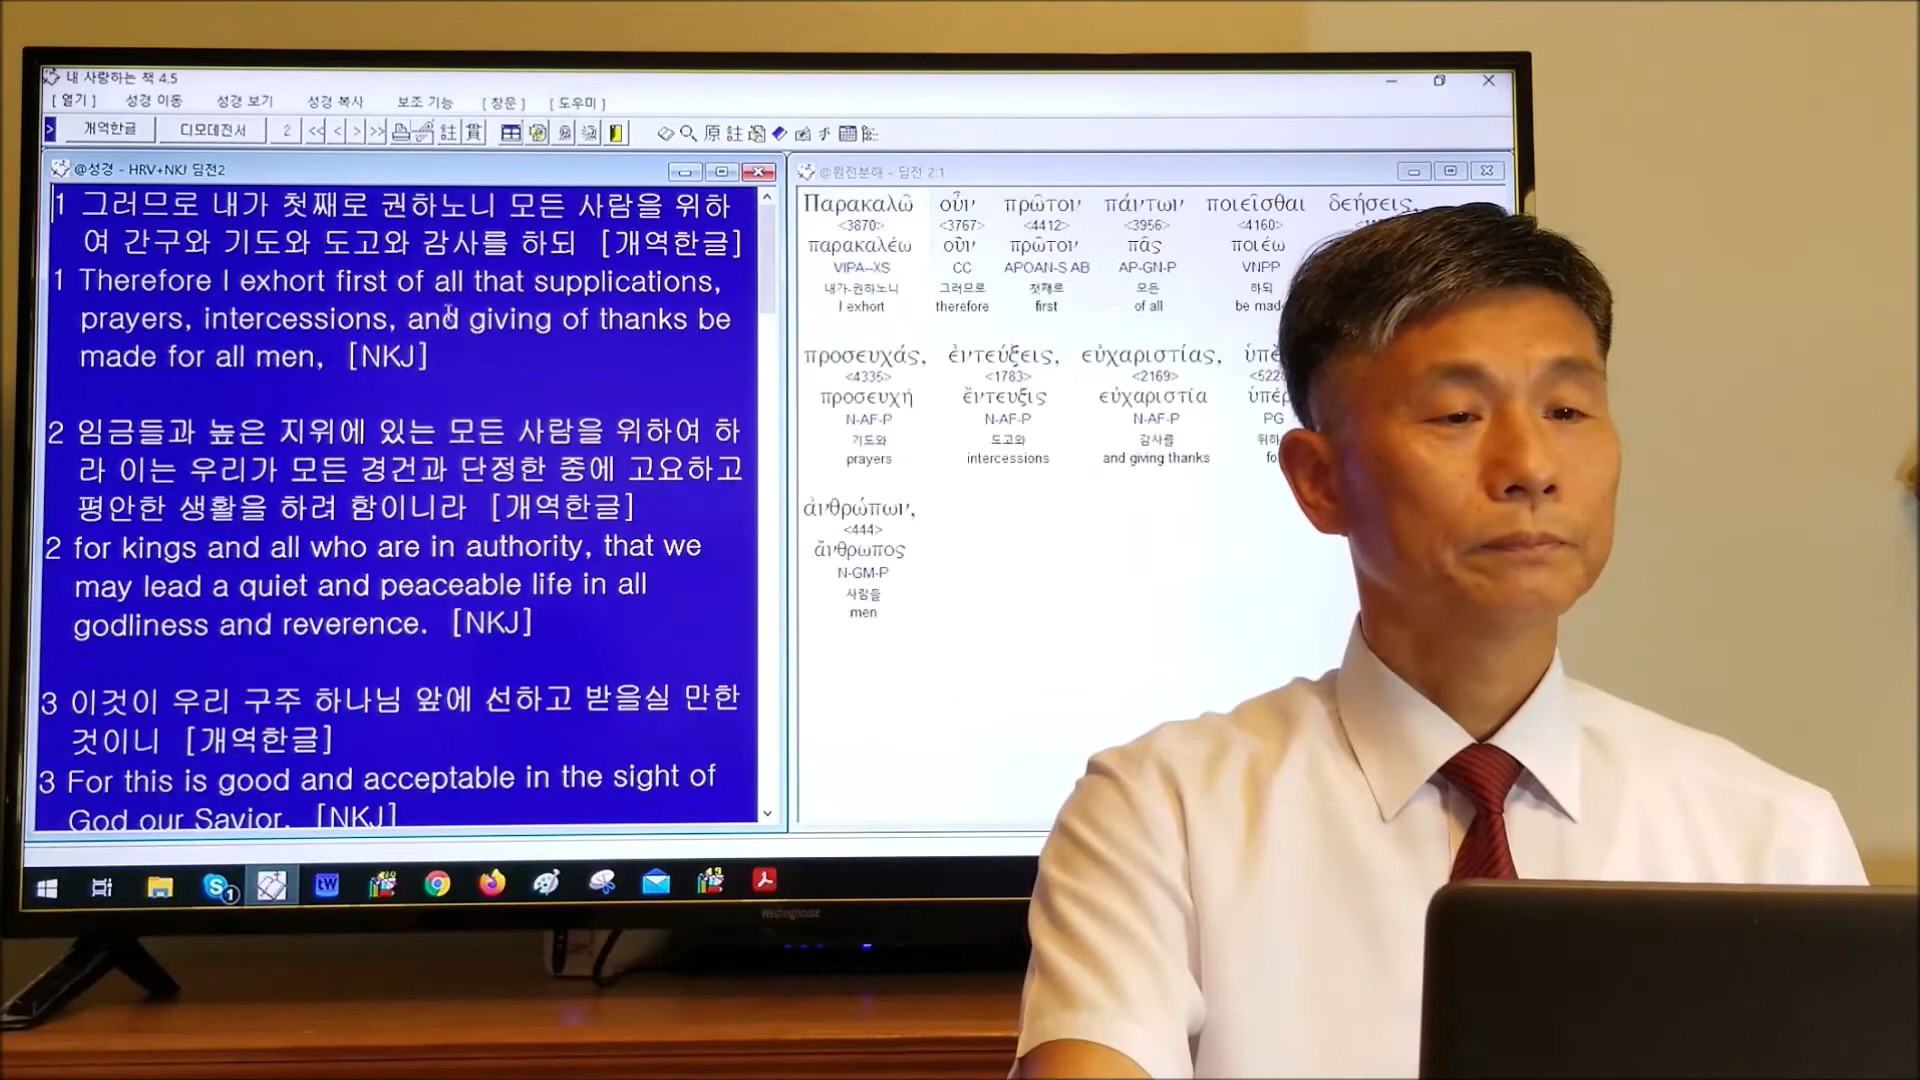 내 사랑하는 책 4.5
[ 열기 ] 성경 이동 성경 보기 성경 복사 보조 기능 [ 창문 ] [ 도우미 ]
개역한글 디모데전서 2 << < > >> 註 原 註
@성경 - HRV+NKJ 딤전2
1 그러므로 내가 첫째로 권하노니 모든 사람을 위하
여 간구와 기도와 도고와 감사를 하되 [개역한글]
1 Therefore I exhort first of all that supplications,
prayers, intercessions, and giving of thanks be
made for all men, [NKJ]
2 임금들과 높은 지위에 있는 모든 사람을 위하여 하
라 이는 우리가 모든 경건과 단정한 중에 고요하고
평안한 생활을 하려 함이니라 [개역한글]
2 for kings and all who are in authority, that we
may lead a quiet and peaceable life in all
godliness and reverence. [NKJ]
3 이것이 우리 구주 하나님 앞에 선하고 받으실 만한
것이니 [개역한글]
3 For this is good and acceptable in the sight of
God our Savior, [NKJ]
@원전분해 - 딤전 2:1
Παρακαλῶ οὖν πρῶτον πάντων ποιεῖσθαι δεήσεις,
<3870> <3767> <4412> <3956> <4160>
παρακαλέω οὖν πρῶτον πᾶς ποιέω
VIPA--XS CC APOAN-S AB AP-GN-P VNPP
내가-권하노니 그러므로 첫째로 모든 하되
I exhort therefore first of all be made
προσευχάς, ἐντεύξεις, εὐχαριστίας,
<4335> <1783> <2169> <5228
προσευχή ἔντευξις εὐχαριστία ὑπέρ
N-AF-P N-AF-P N-AF-P PG
기도와 도고와 감사를 위하
prayers intercessions and giving thanks
ἀνθρώπων,
<444>
ἄνθρωπος
N-GM-P
사람을
men
1
tW
Westinghouse